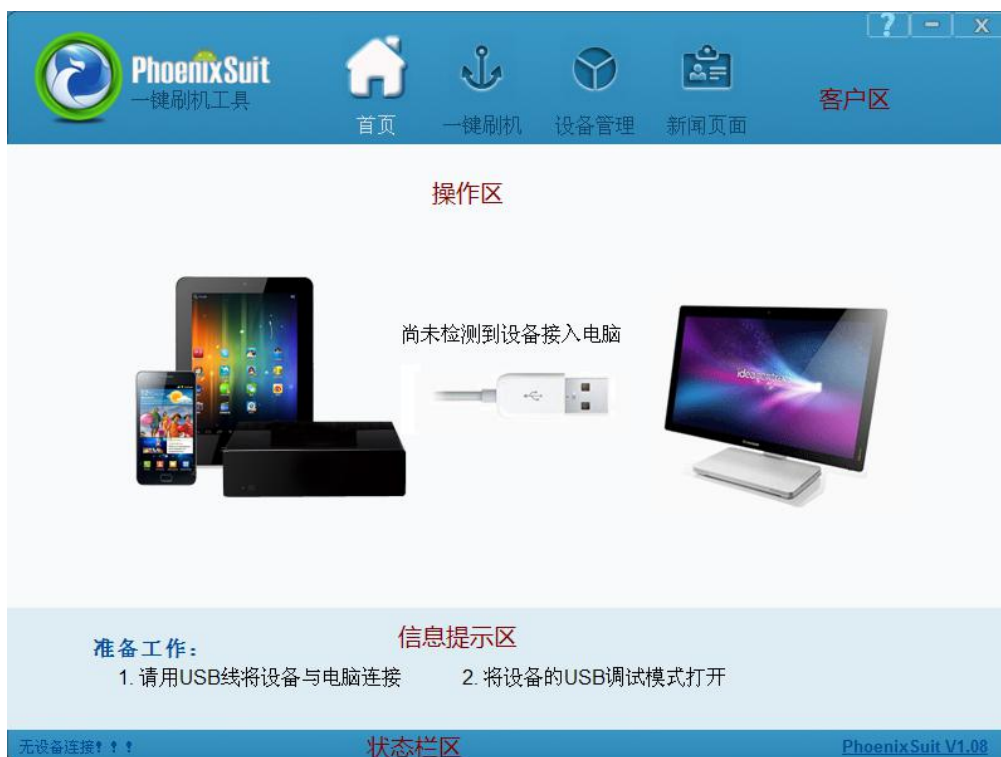 ? － x
PhoenixSuit
一键刷机工具
首页
一键刷机
设备管理
新闻页面
客户区
操作区
尚未检测到设备接入电脑
准备工作：
信息提示区
1. 请用USB线将设备与电脑连接
2. 将设备的USB调试模式打开
无设备连接！！！
状态栏区
PhoenixSuit V1.08